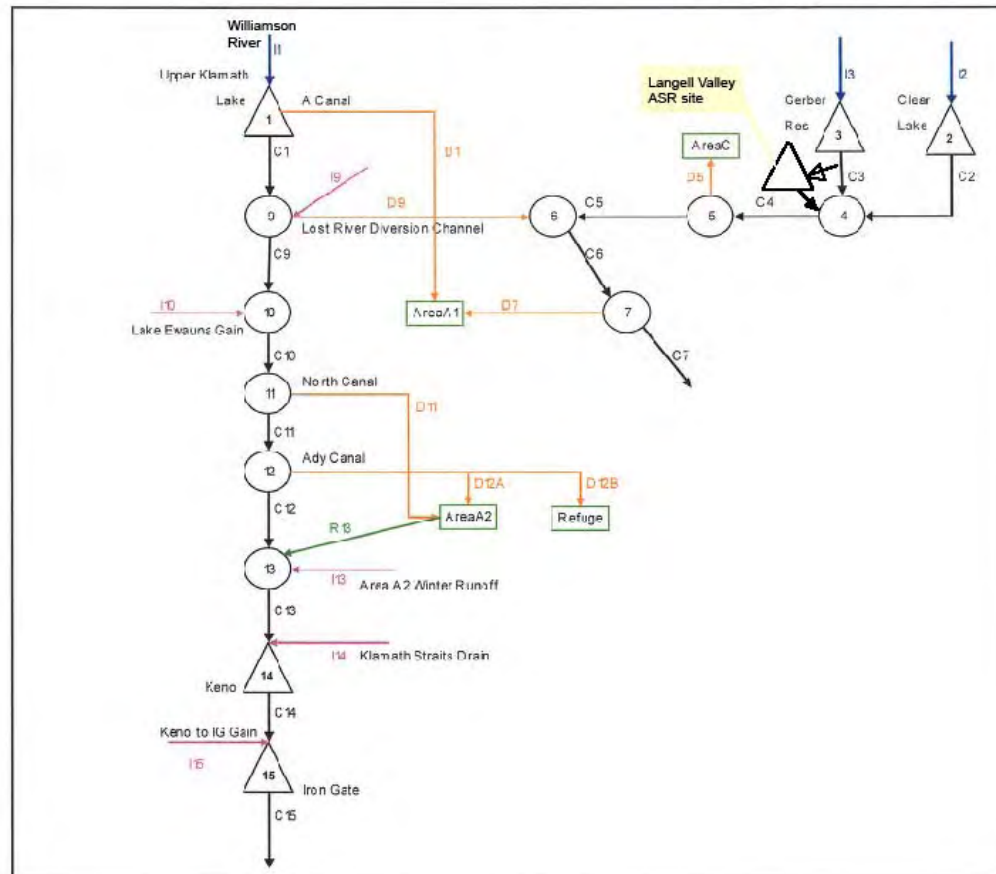 Williamson
River
I1
Upper Klamath
Lake
1
A Canal
C1
D1
I9
9
D9
Lost River Diversion Channel
C9
I10
10
Lake Ewauna Gain
C10
11
North Canal
D11
C11
12
Ady Canal
D12A
D12B
C12
AreaA2
Refuge
R13
13
I13
Area A2 Winter Runoff
C13
I14
Klamath Straits Drain
14
Keno
C14
Keno to IG Gain
I15
15
Iron Gate
C15
Langell Valley
ASR site
I3
I2
Gerber
Res
3
Clear
Lake
2
AreaC
D5
C3
C2
C4
C5
6
5
4
C6
AreaA1
D7
7
C7